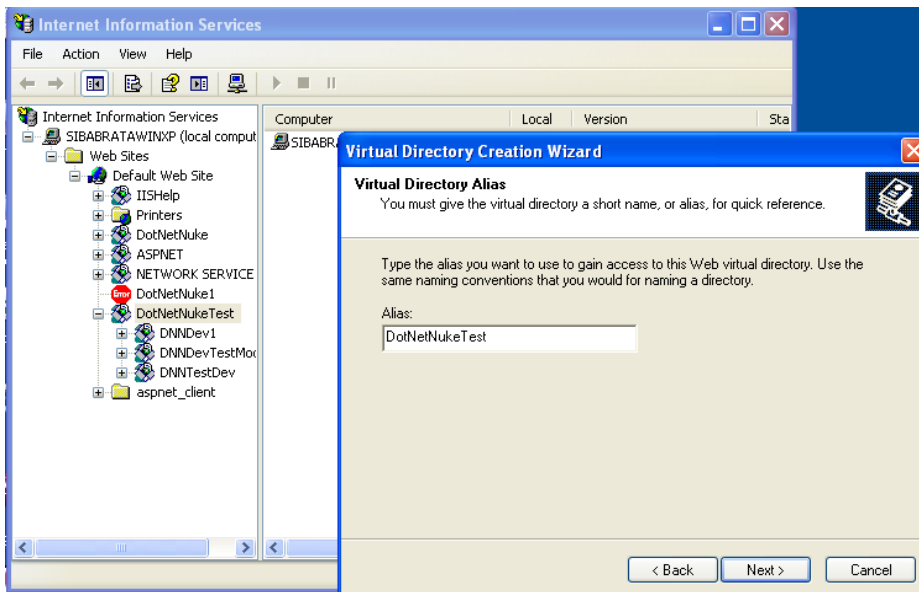 Internet Information Services
File Action View Help
Internet Information Services
SIBABRATAWINXP (local comput
Web Sites
Default Web Site
IISHelp
Printers
DotNetNuke
ASPNET
NETWORK SERVICE
Error DotNetNuke1
DotNetNukeTest
DNNDev1
DNNDevTestMo
DNNTestDev
aspnet_client
Computer Local Version Sta
SIBABR
Virtual Directory Creation Wizard
Virtual Directory Alias
You must give the virtual directory a short name, or alias, for quick reference.
Type the alias you want to use to gain access to this Web virtual directory. Use the
same naming conventions that you would for naming a directory.
Alias:
DotNetNukeTest
< Back Next > Cancel